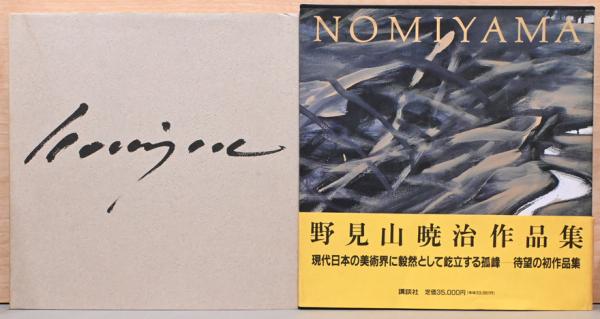 Nomiyama
NOMIYAMA
野見山暁治作品集
現代日本の美術界に毅然として屹立する孤峰──待望の初作品集
講談社 定価35,000円